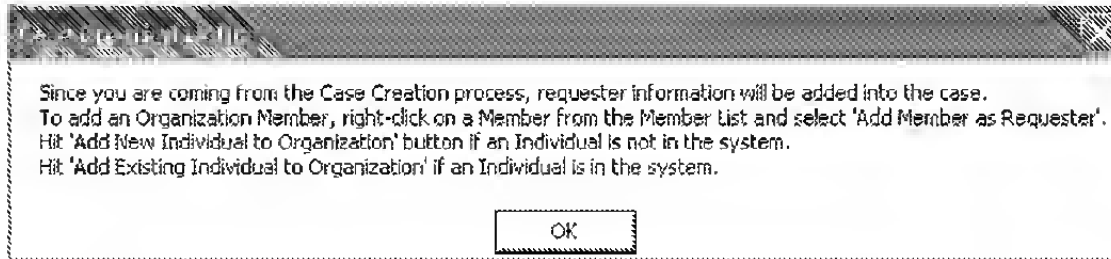 Since you are coming from the Case Creation process, requester information will be added into the case.
To add an Organization Member, right-click on a Member from the Member List and select 'Add Member as Requester'.
Hit 'Add New Individual to Organization' button if an Individual is not in the system.
Hit 'Add Existing Individual to Organization' if an Individual is in the system.
OK